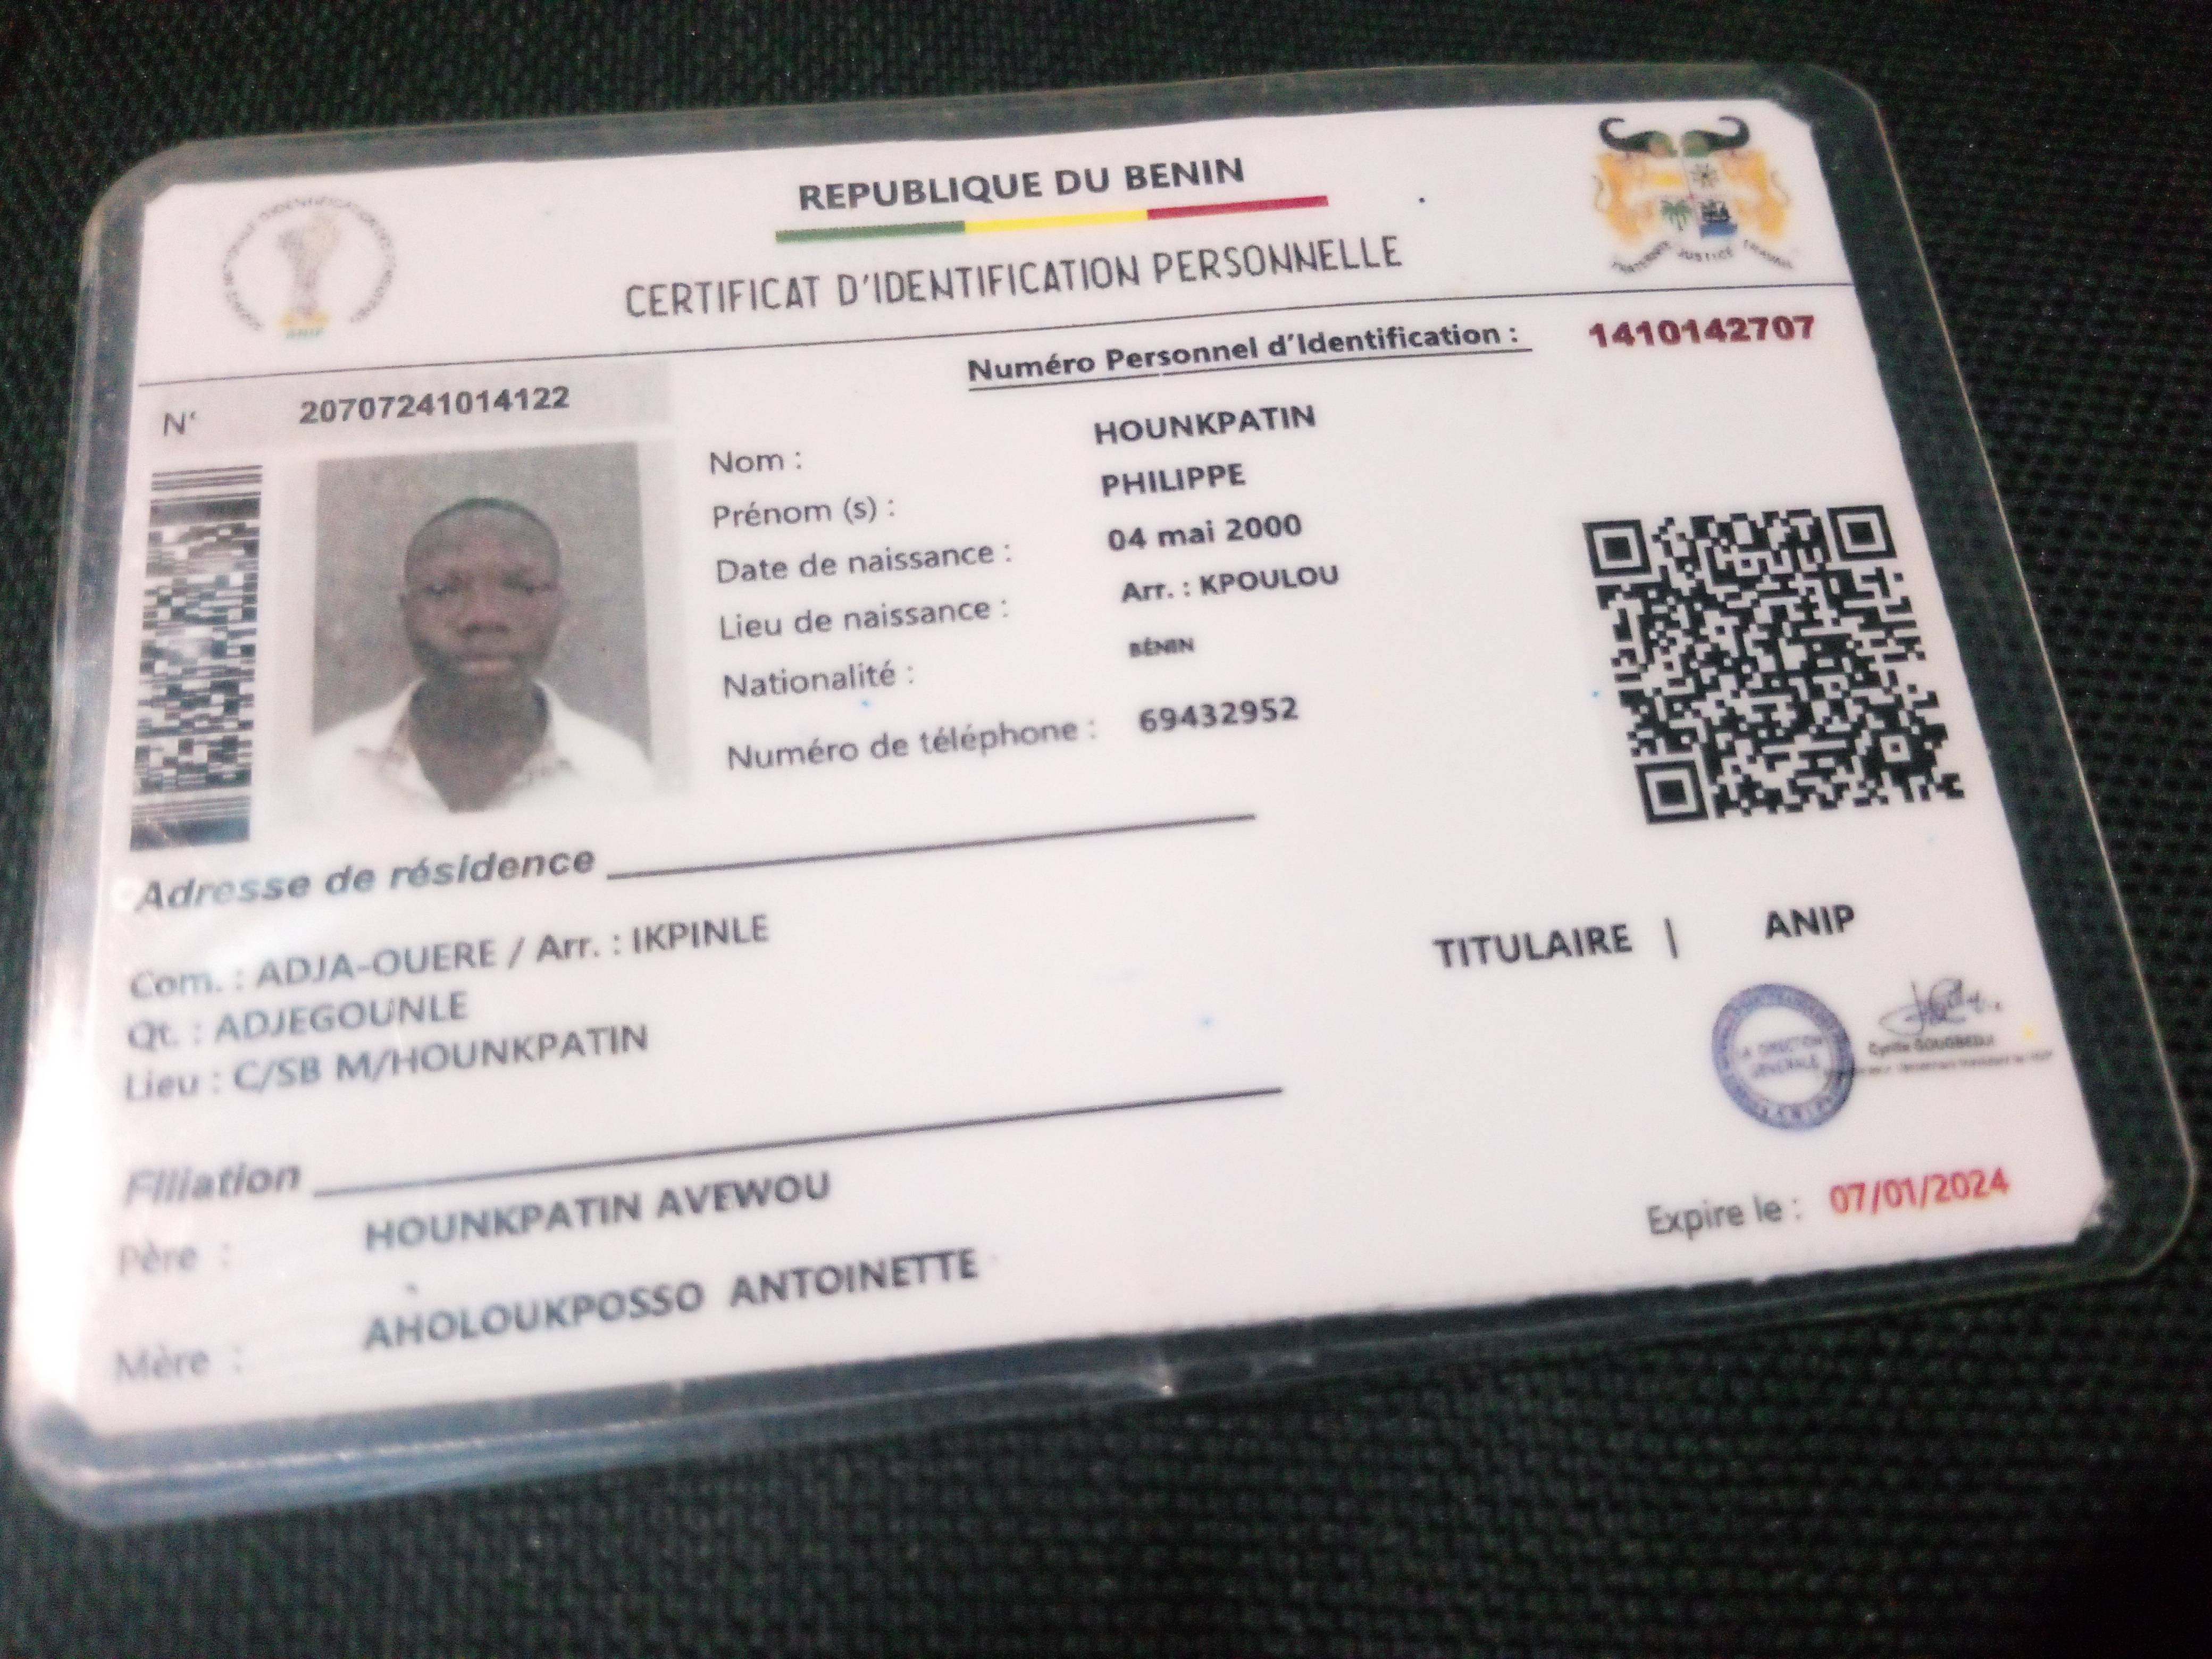 REPUBLIQUE DU BENIN
CERTIFICAT D'IDENTIFICATION PERSONNELLE
ANIP
JUSTICE
Numéro Personnel d'Identification : 1410142707
N° 20707241014122
Nom : HOUNKPATIN
Prénom (s) : PHILIPPE
Date de naissance : 04 mai 2000
Lieu de naissance : Arr. : KPOULOU
Nationalité : BÉNIN
Numéro de téléphone : 69432952
Adresse de résidence
Com. : ADJA-OUERE / Arr. : IKPINLE
Qt. : ADJEGOUNLE
Lieu : C/SB M/HOUNKPATIN
TITULAIRE | ANIP
LA DIRECTION
GENERALE
Cyrille GOUGBEDJI
Filiation
Père : HOUNKPATIN AVEWOU
Mère : AHOLOUKPOSSO ANTOINETTE
Expire le : 07/01/2024